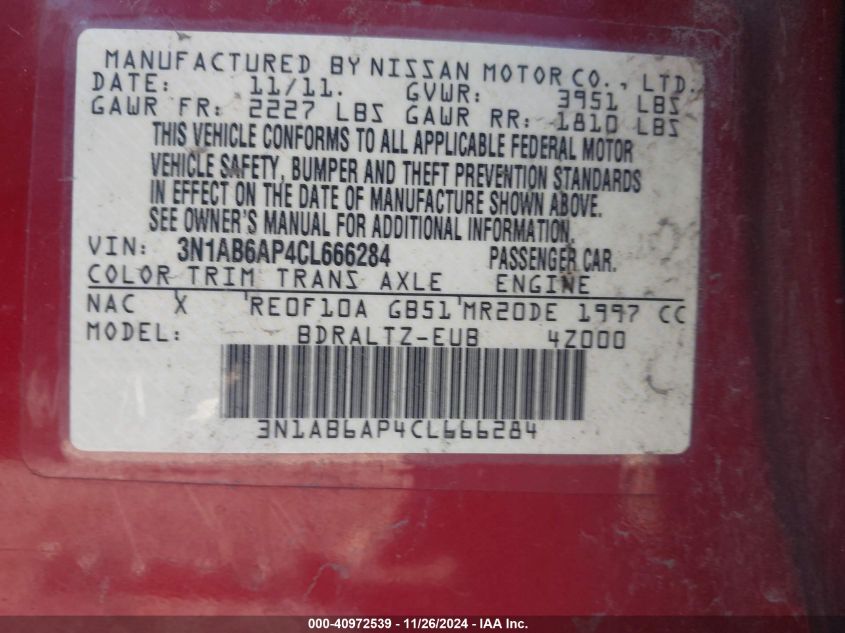 MANUFACTURED BY NISSAN MOTOR CO., LTD.
DATE: 11/11. GVWR: 3951 LBS
GAWR FR: 2227 LBS GAWR RR: 1810 LBS
THIS VEHICLE CONFORMS TO ALL APPLICABLE FEDERAL MOTOR
VEHICLE SAFETY, BUMPER AND THEFT PREVENTION STANDARDS
IN EFFECT ON THE DATE OF MANUFACTURE SHOWN ABOVE.
SEE OWNER'S MANUAL FOR ADDITIONAL INFORMATION.
VIN: 3N1AB6AP4CL666284 PASSENGER CAR.
COLOR TRIM TRANS AXLE ENGINE
NAC X RE0F10A GB51 MR20DE 1997 CC
MODEL: BDRALTZ-EUB 4Z000
3N1AB6AP4CL666284
000-40972539 - 11/26/2024 - IAA Inc.